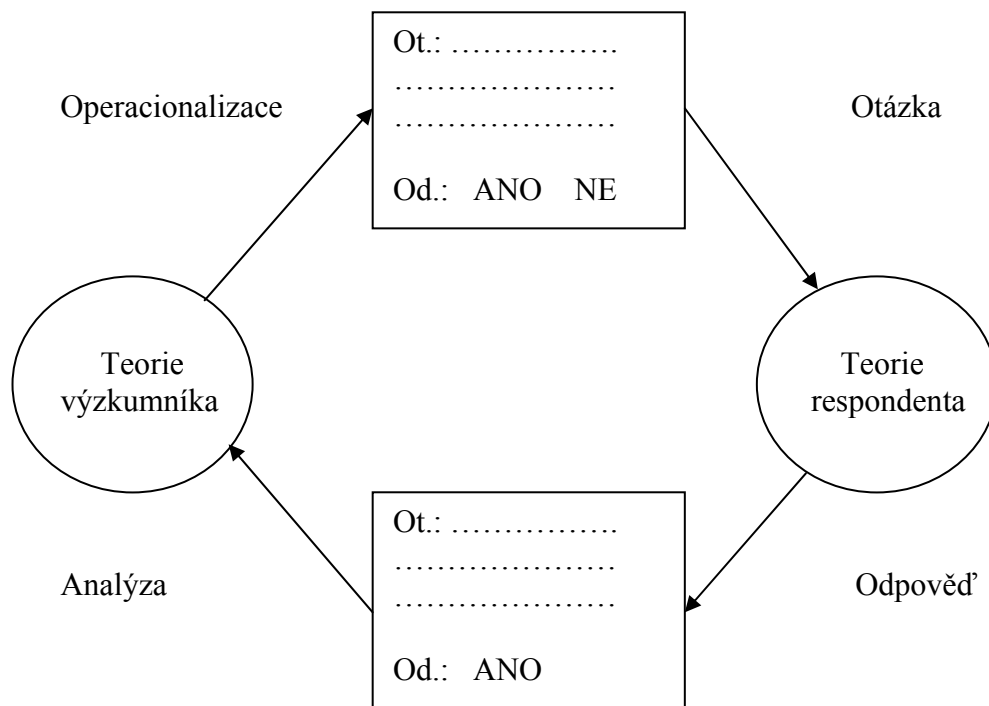 Ot.: …………….
…………………
…………………
Operacionalizace
Otázka
Od.: ANO NE
Teorie
výzkumníka
Teorie
respondenta
Ot.: …………….
…………………
…………………
Analýza
Odpověď
Od.: ANO